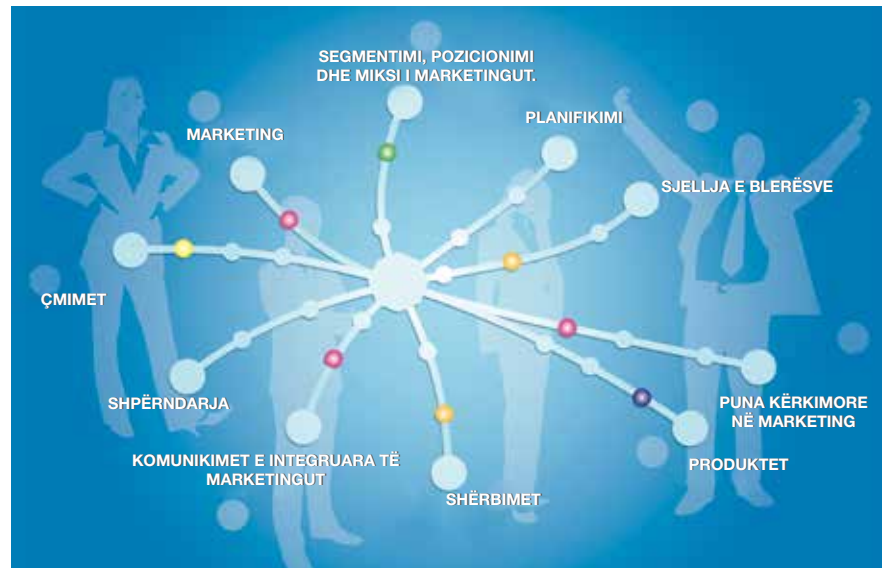 SEGMENTIMI, POZICIONIMI
DHE MIKSI I MARKETINGUT.
MARKETING
PLANIFIKIMI
SJELLJA E BLERËSVE
ÇMIMET
SHPËRNDARJA
PUNA KËRKIMORE
NË MARKETING
KOMUNIKIMET E INTEGRUARA TË
MARKETINGUT
PRODUKTET
SHËRBIMET